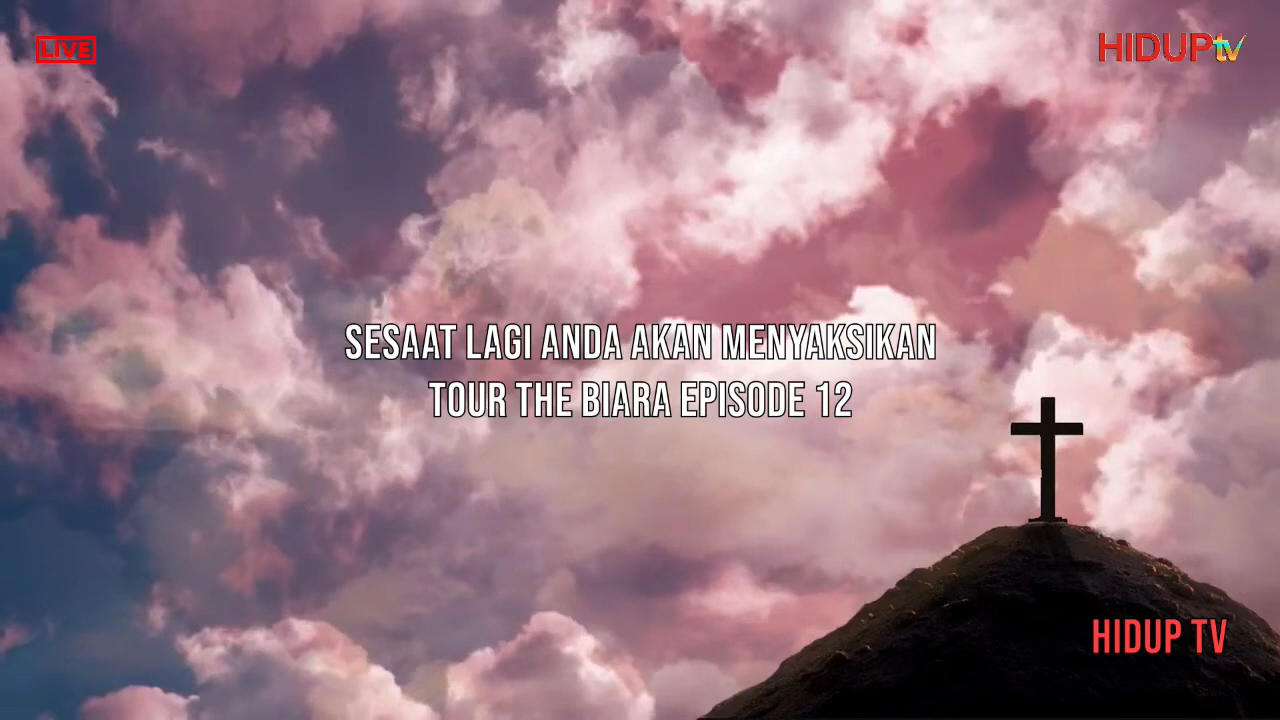 LIVE
HIDUPtv
SESAAT LAGI ANDA AKAN MENYAKSIKAN
TOUR THE BIARA EPISODE 12
HIDUP TV